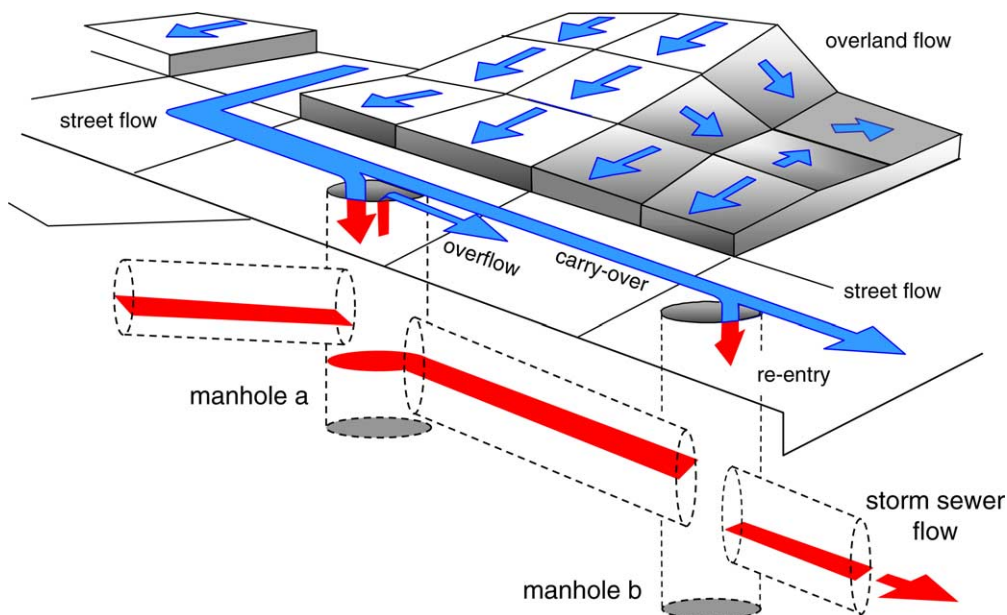 overland flow
street flow
overflow
carry-over
street flow
re-entry
manhole a
storm sewer
flow
manhole b